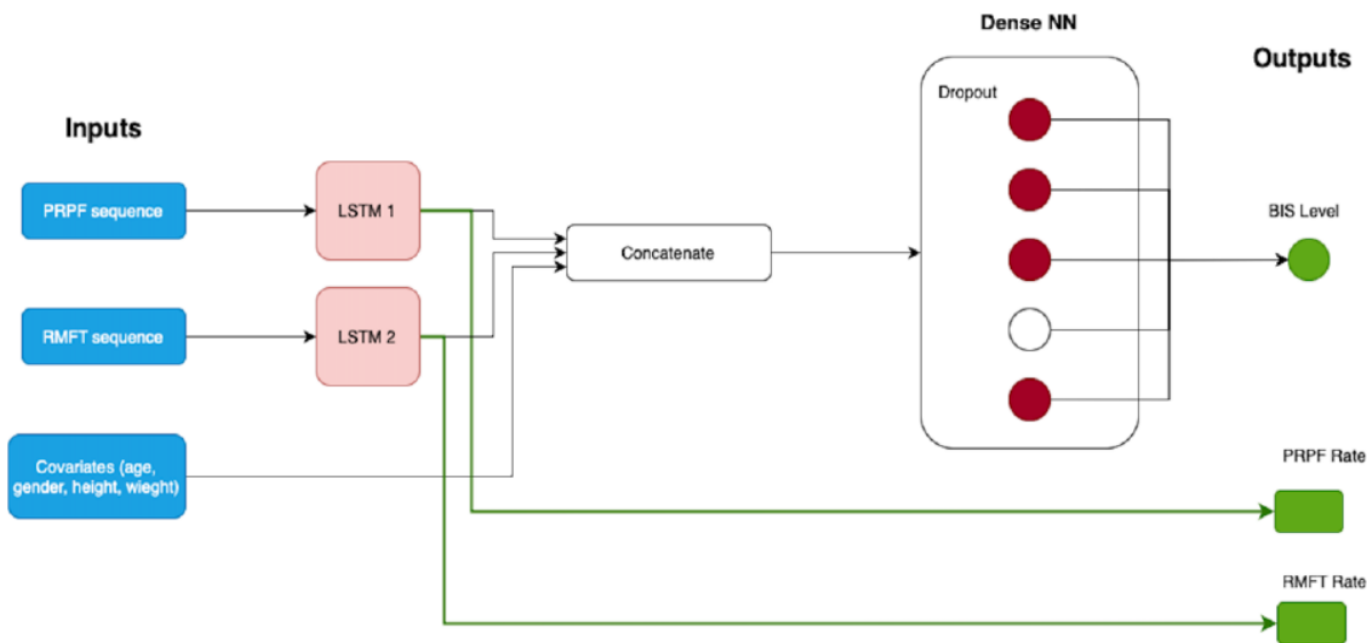 Dense NN
Outputs
Dropout
Inputs
PRPF sequence
LSTM 1
BIS Level
Concatenate
RMFT sequence
LSTM 2
Covariates (age,
gender, height, wieght)
PRPF Rate
RMFT Rate